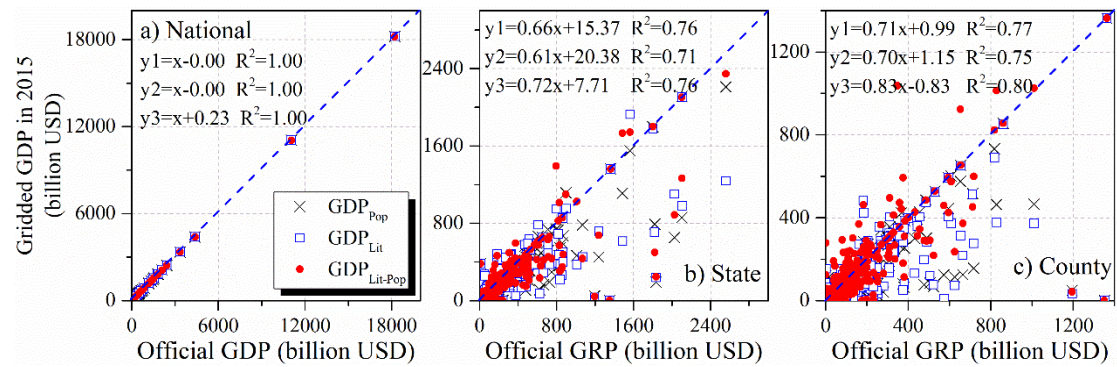 Gridded GDP in 2015
(billion USD)
18000
12000
6000
0
a) National
y1=x-0.00 R²=1.00
y2=x-0.00 R²=1.00
y3=x+0.23 R²=1.00
GDP_Pop
GDP_Lit
GDP_Lit-Pop
0 6000 12000 18000
Official GDP (billion USD)
2400
1600
800
0
y1=0.66x+15.37 R²=0.76
y2=0.61x+20.38 R²=0.71
y3=0.72x+7.71 R²=0.76
b) State
0 800 1600 2400
Official GRP (billion USD)
1200
800
400
0
y1=0.71x+0.99 R²=0.77
y2=0.70x+1.15 R²=0.75
y3=0.83x-0.83 R²=0.80
c) County
0 400 800 1200
Official GRP (billion USD)